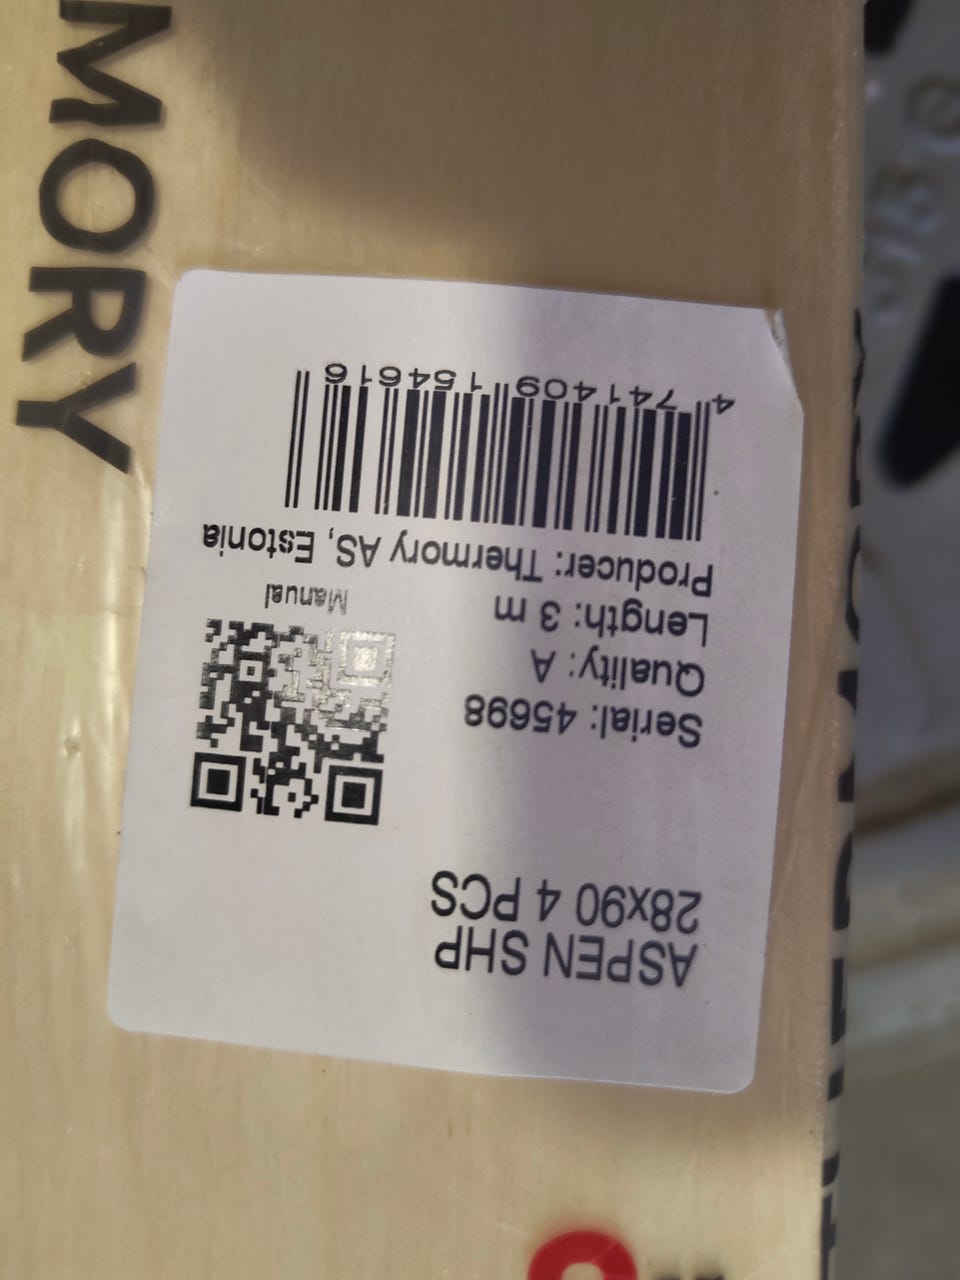 MORY
ASPEN SHP
28x90 4 PCS
Serial: 45698
Quality: A
Length: 3 m
Producer: Thermory AS, Estonia
Manual
4 741409 154616